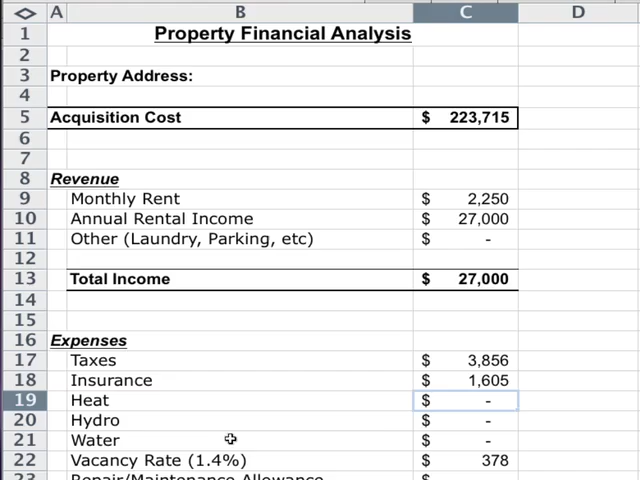 A B C D
1 Property Financial Analysis
2
3 Property Address:
4
5 Acquisition Cost $ 223,715
6
7
8 Revenue
9 Monthly Rent $ 2,250
10 Annual Rental Income $ 27,000
11 Other (Laundry, Parking, etc) $ -
12
13 Total Income $ 27,000
14
15
16 Expenses
17 Taxes $ 3,856
18 Insurance $ 1,605
19 Heat $ -
20 Hydro $ -
21 Water $ -
22 Vacancy Rate (1.4%) $ 378
23 Repair/Maintenance Allowance $